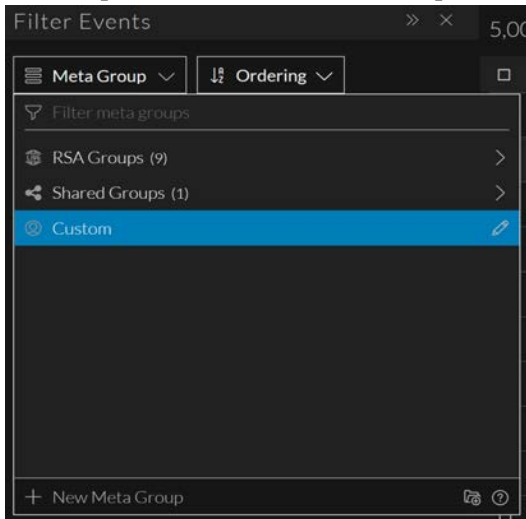 Filter Events
5,00
Meta Group Ordering
Filter meta groups
RSA Groups (9)
Shared Groups (1)
Custom
New Meta Group